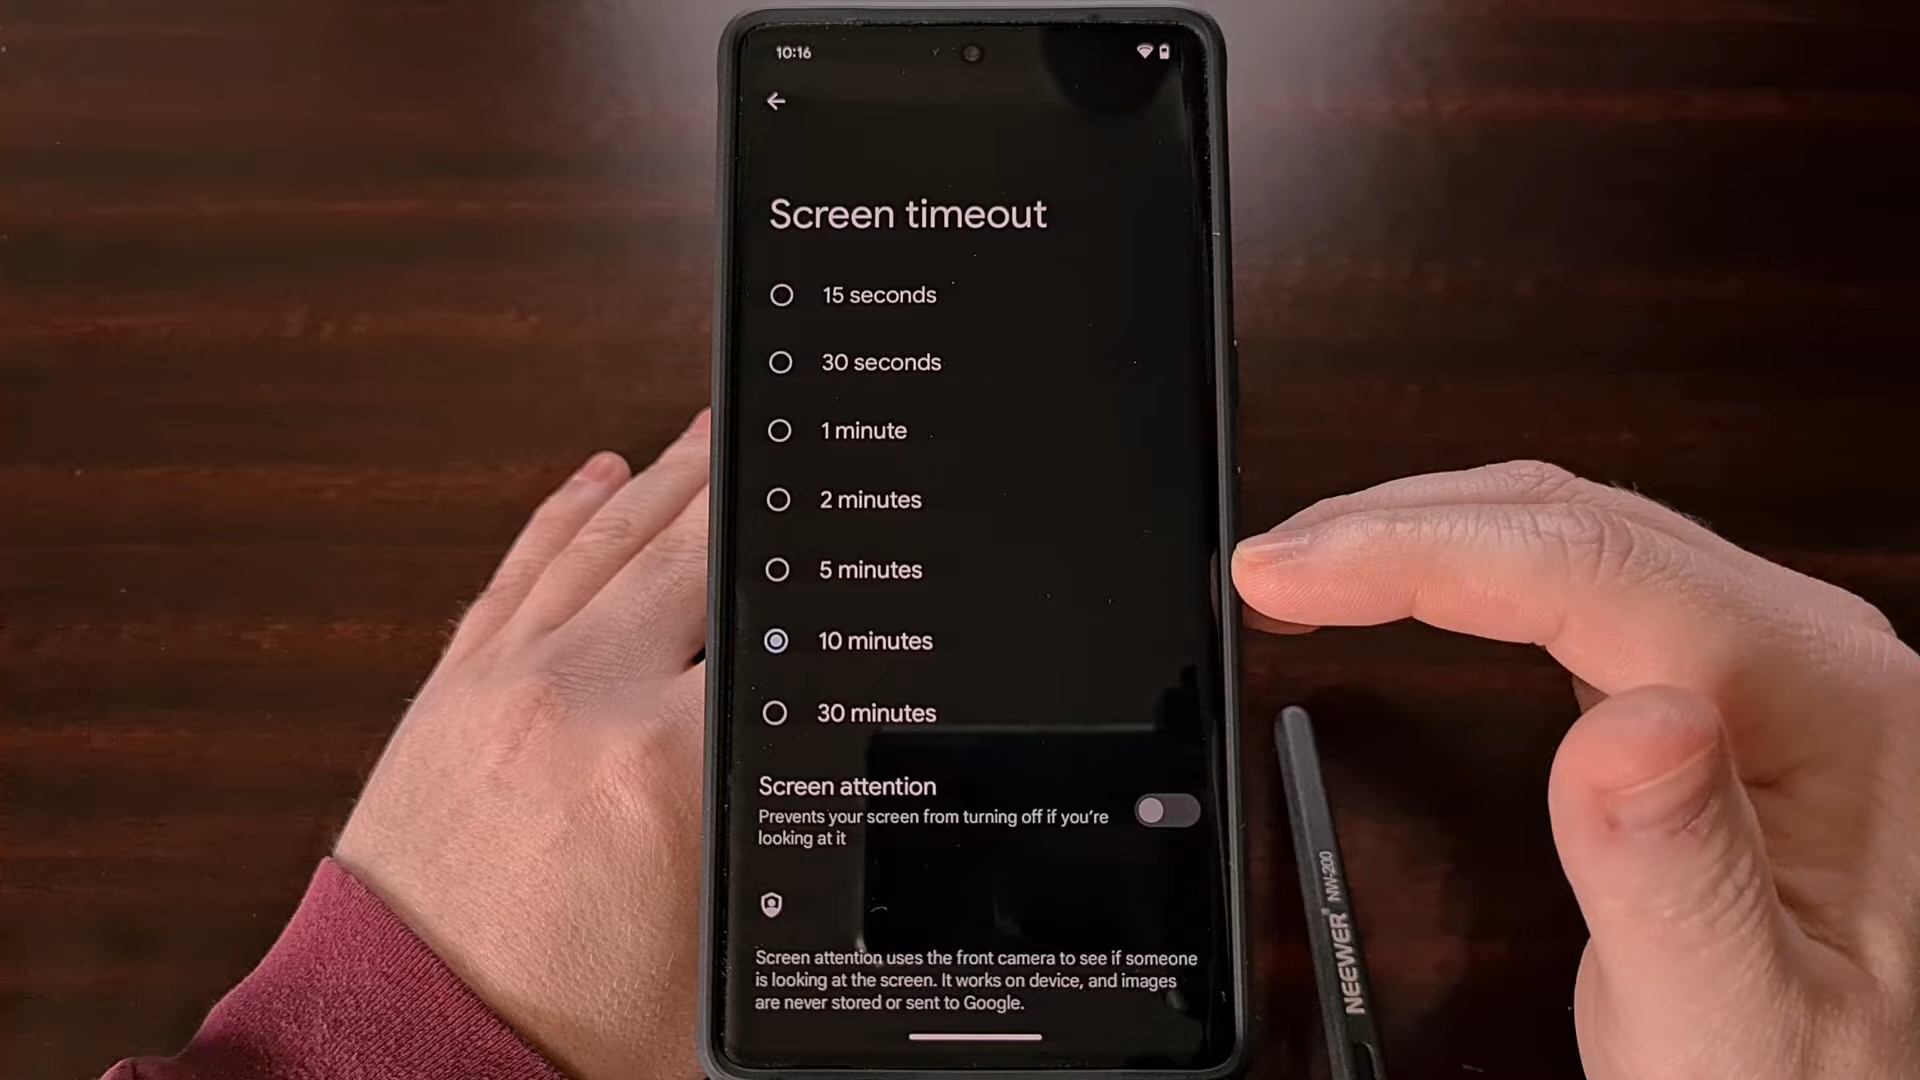 10:16
Screen timeout
15 seconds
30 seconds
1 minute
2 minutes
5 minutes
10 minutes
30 minutes
Screen attention
Prevents your screen from turning off if you're
looking at it
Screen attention uses the front camera to see if someone
is looking at the screen. It works on device, and images
are never stored or sent to Google.
NEEWER® NW-200